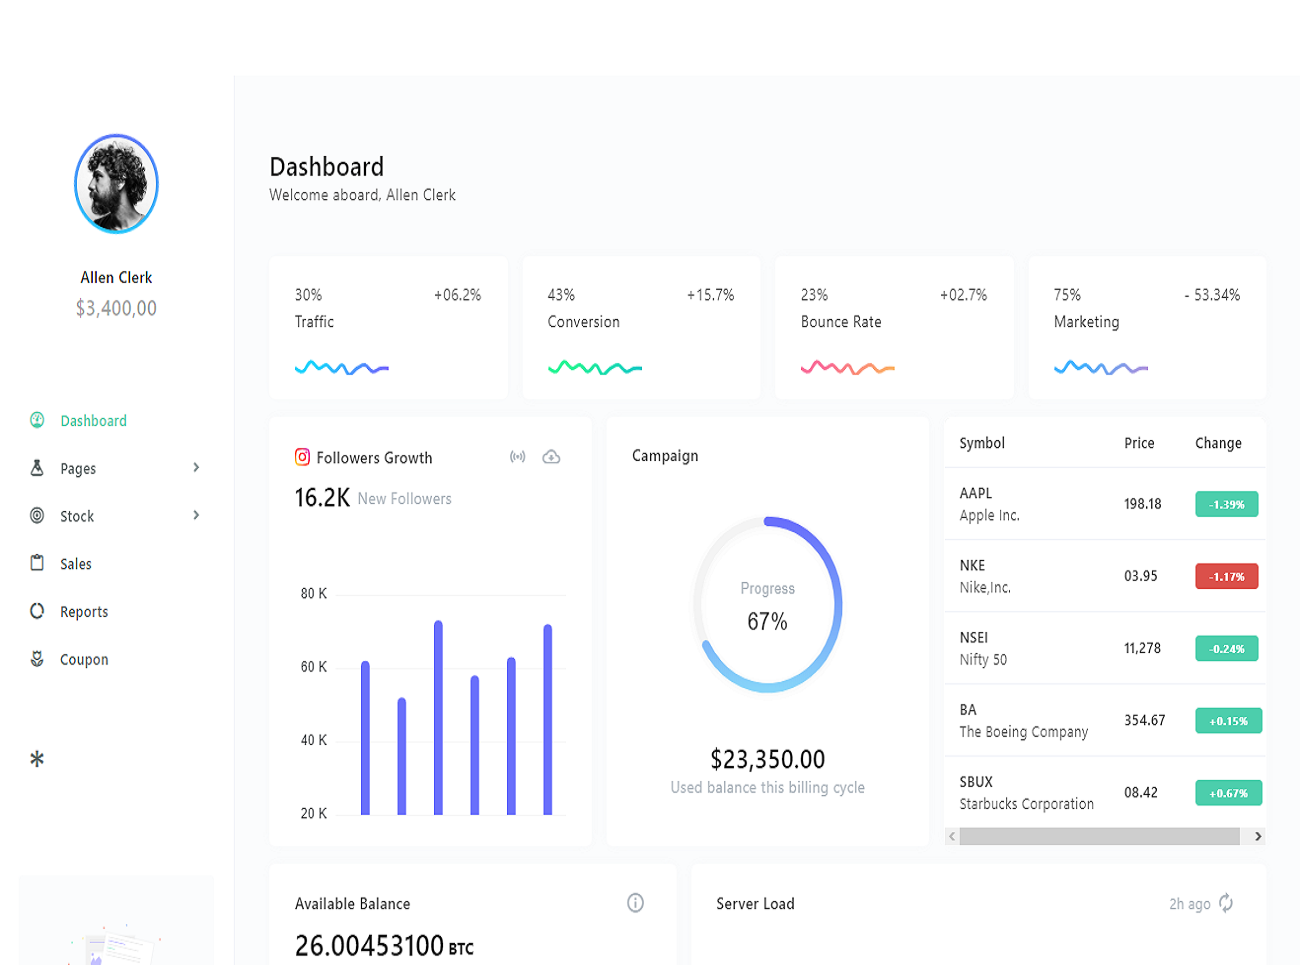 Allen Clerk
$3,400,00
Dashboard
Pages
Stock
Sales
Reports
Coupon
Dashboard
Welcome aboard, Allen Clerk
30% +06.2%
Traffic
43% +15.7%
Conversion
23% +02.7%
Bounce Rate
75% - 53.34%
Marketing
Followers Growth
16.2K New Followers
80 K
60 K
40 K
20 K
Campaign
Progress
67%
$23,350.00
Used balance this billing cycle
Symbol Price Change
AAPL
Apple Inc.
198.18
-1.39%
NKE
Nike,Inc.
03.95
-1.17%
NSEI
Nifty 50
11,278
-0.24%
BA
The Boeing Company
354.67
+0.15%
SBUX
Starbucks Corporation
08.42
+0.67%
Available Balance
26.00453100 BTC
Server Load
2h ago